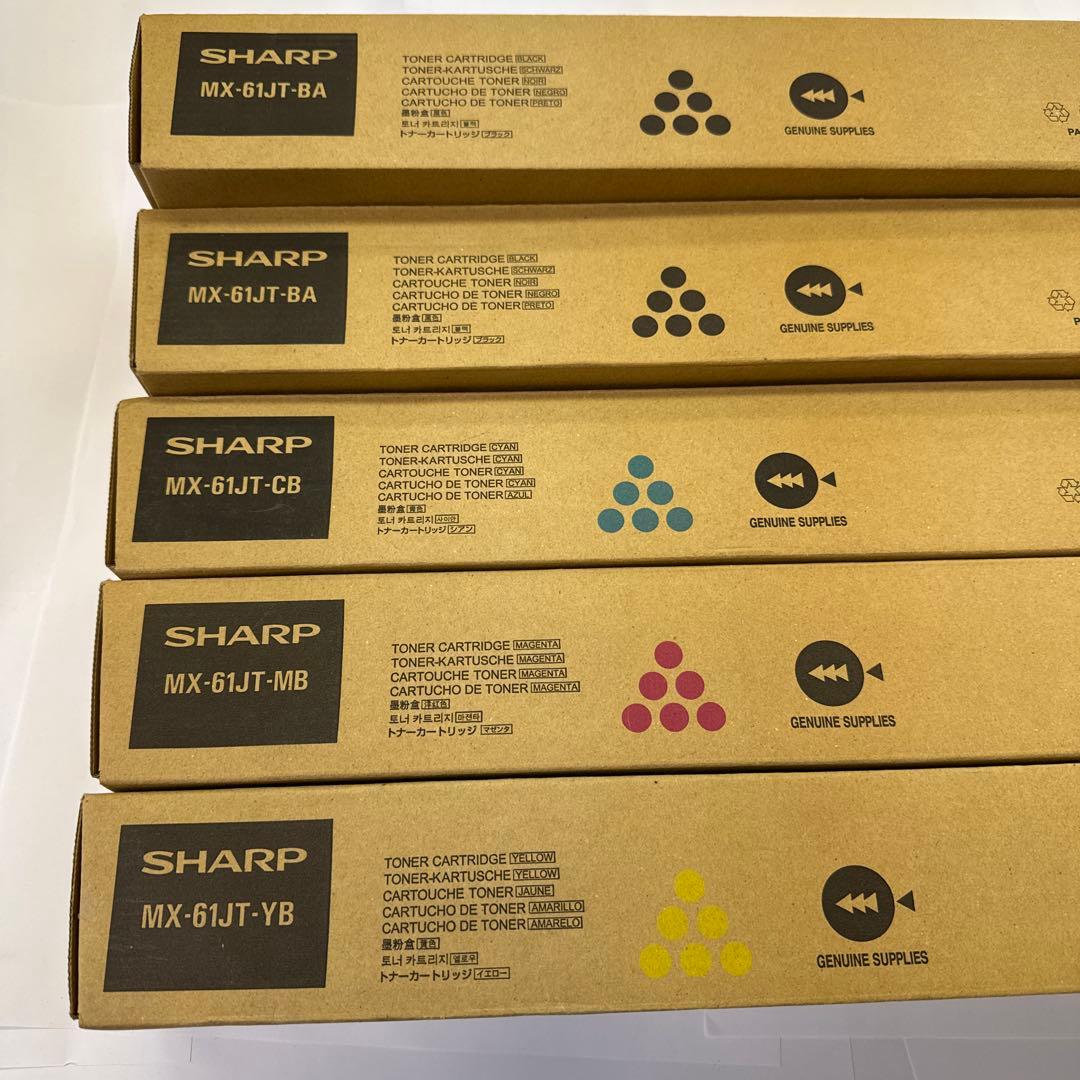 SHARP
MX-61JT-BA
TONER CARTRIDGE BLACK
TONER-KARTUSCHE SCHWARZ
CARTOUCHE TONER NOIR
CARTUCHO DE TONER NEGRO
CARTUCHO DE TONER PRETO
墨粉盒 黑色
토너 카트리지 블랙
トナーカートリッジ ブラック
GENUINE SUPPLIES
PA
SHARP
MX-61JT-BA
TONER CARTRIDGE BLACK
TONER-KARTUSCHE SCHWARZ
CARTOUCHE TONER NOIR
CARTUCHO DE TONER NEGRO
CARTUCHO DE TONER PRETO
墨粉盒 黑色
토너 카트리지 블랙
トナーカートリッジ ブラック
GENUINE SUPPLIES
P
SHARP
MX-61JT-CB
TONER CARTRIDGE CYAN
TONER-KARTUSCHE CYAN
CARTOUCHE TONER CYAN
CARTUCHO DE TONER CYAN
CARTUCHO DE TONER AZUL
墨粉盒 青色
토너 카트리지 사이안
トナーカートリッジ シアン
GENUINE SUPPLIES
SHARP
MX-61JT-MB
TONER CARTRIDGE MAGENTA
TONER-KARTUSCHE MAGENTA
CARTOUCHE TONER MAGENTA
CARTUCHO DE TONER MAGENTA
墨粉盒 洋红色
토너 카트리지 마젠타
トナーカートリッジ マゼンタ
GENUINE SUPPLIES
SHARP
MX-61JT-YB
TONER CARTRIDGE YELLOW
TONER-KARTUSCHE YELLOW
CARTOUCHE TONER JAUNE
CARTUCHO DE TONER AMARILLO
CARTUCHO DE TONER AMARELO
墨粉盒 黄色
토너 카트리지 옐로우
トナーカートリッジ イエロー
GENUINE SUPPLIES